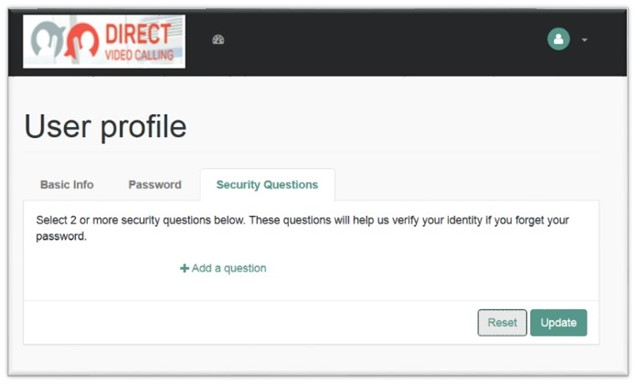 DIRECT
VIDEO CALLING
User profile
Basic Info
Password
Security Questions
Select 2 or more security questions below. These questions will help us verify your identity if you forget your
password.
Add a question
Reset
Update